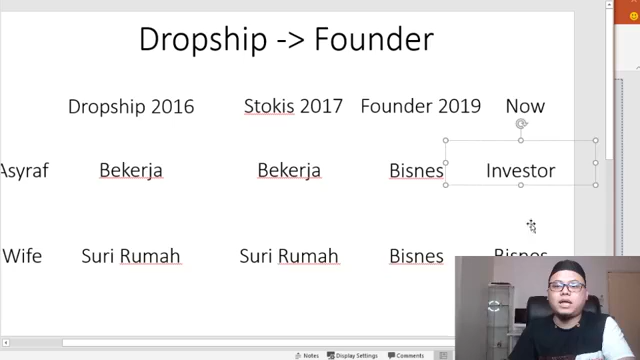 Dropship -> Founder
Dropship 2016 Stokis 2017 Founder 2019 Now
Asyraf Bekerja Bekerja Bisnes Investor
Wife Suri Rumah Suri Rumah Bisnes Bisnes
Notes Display Settings Comments